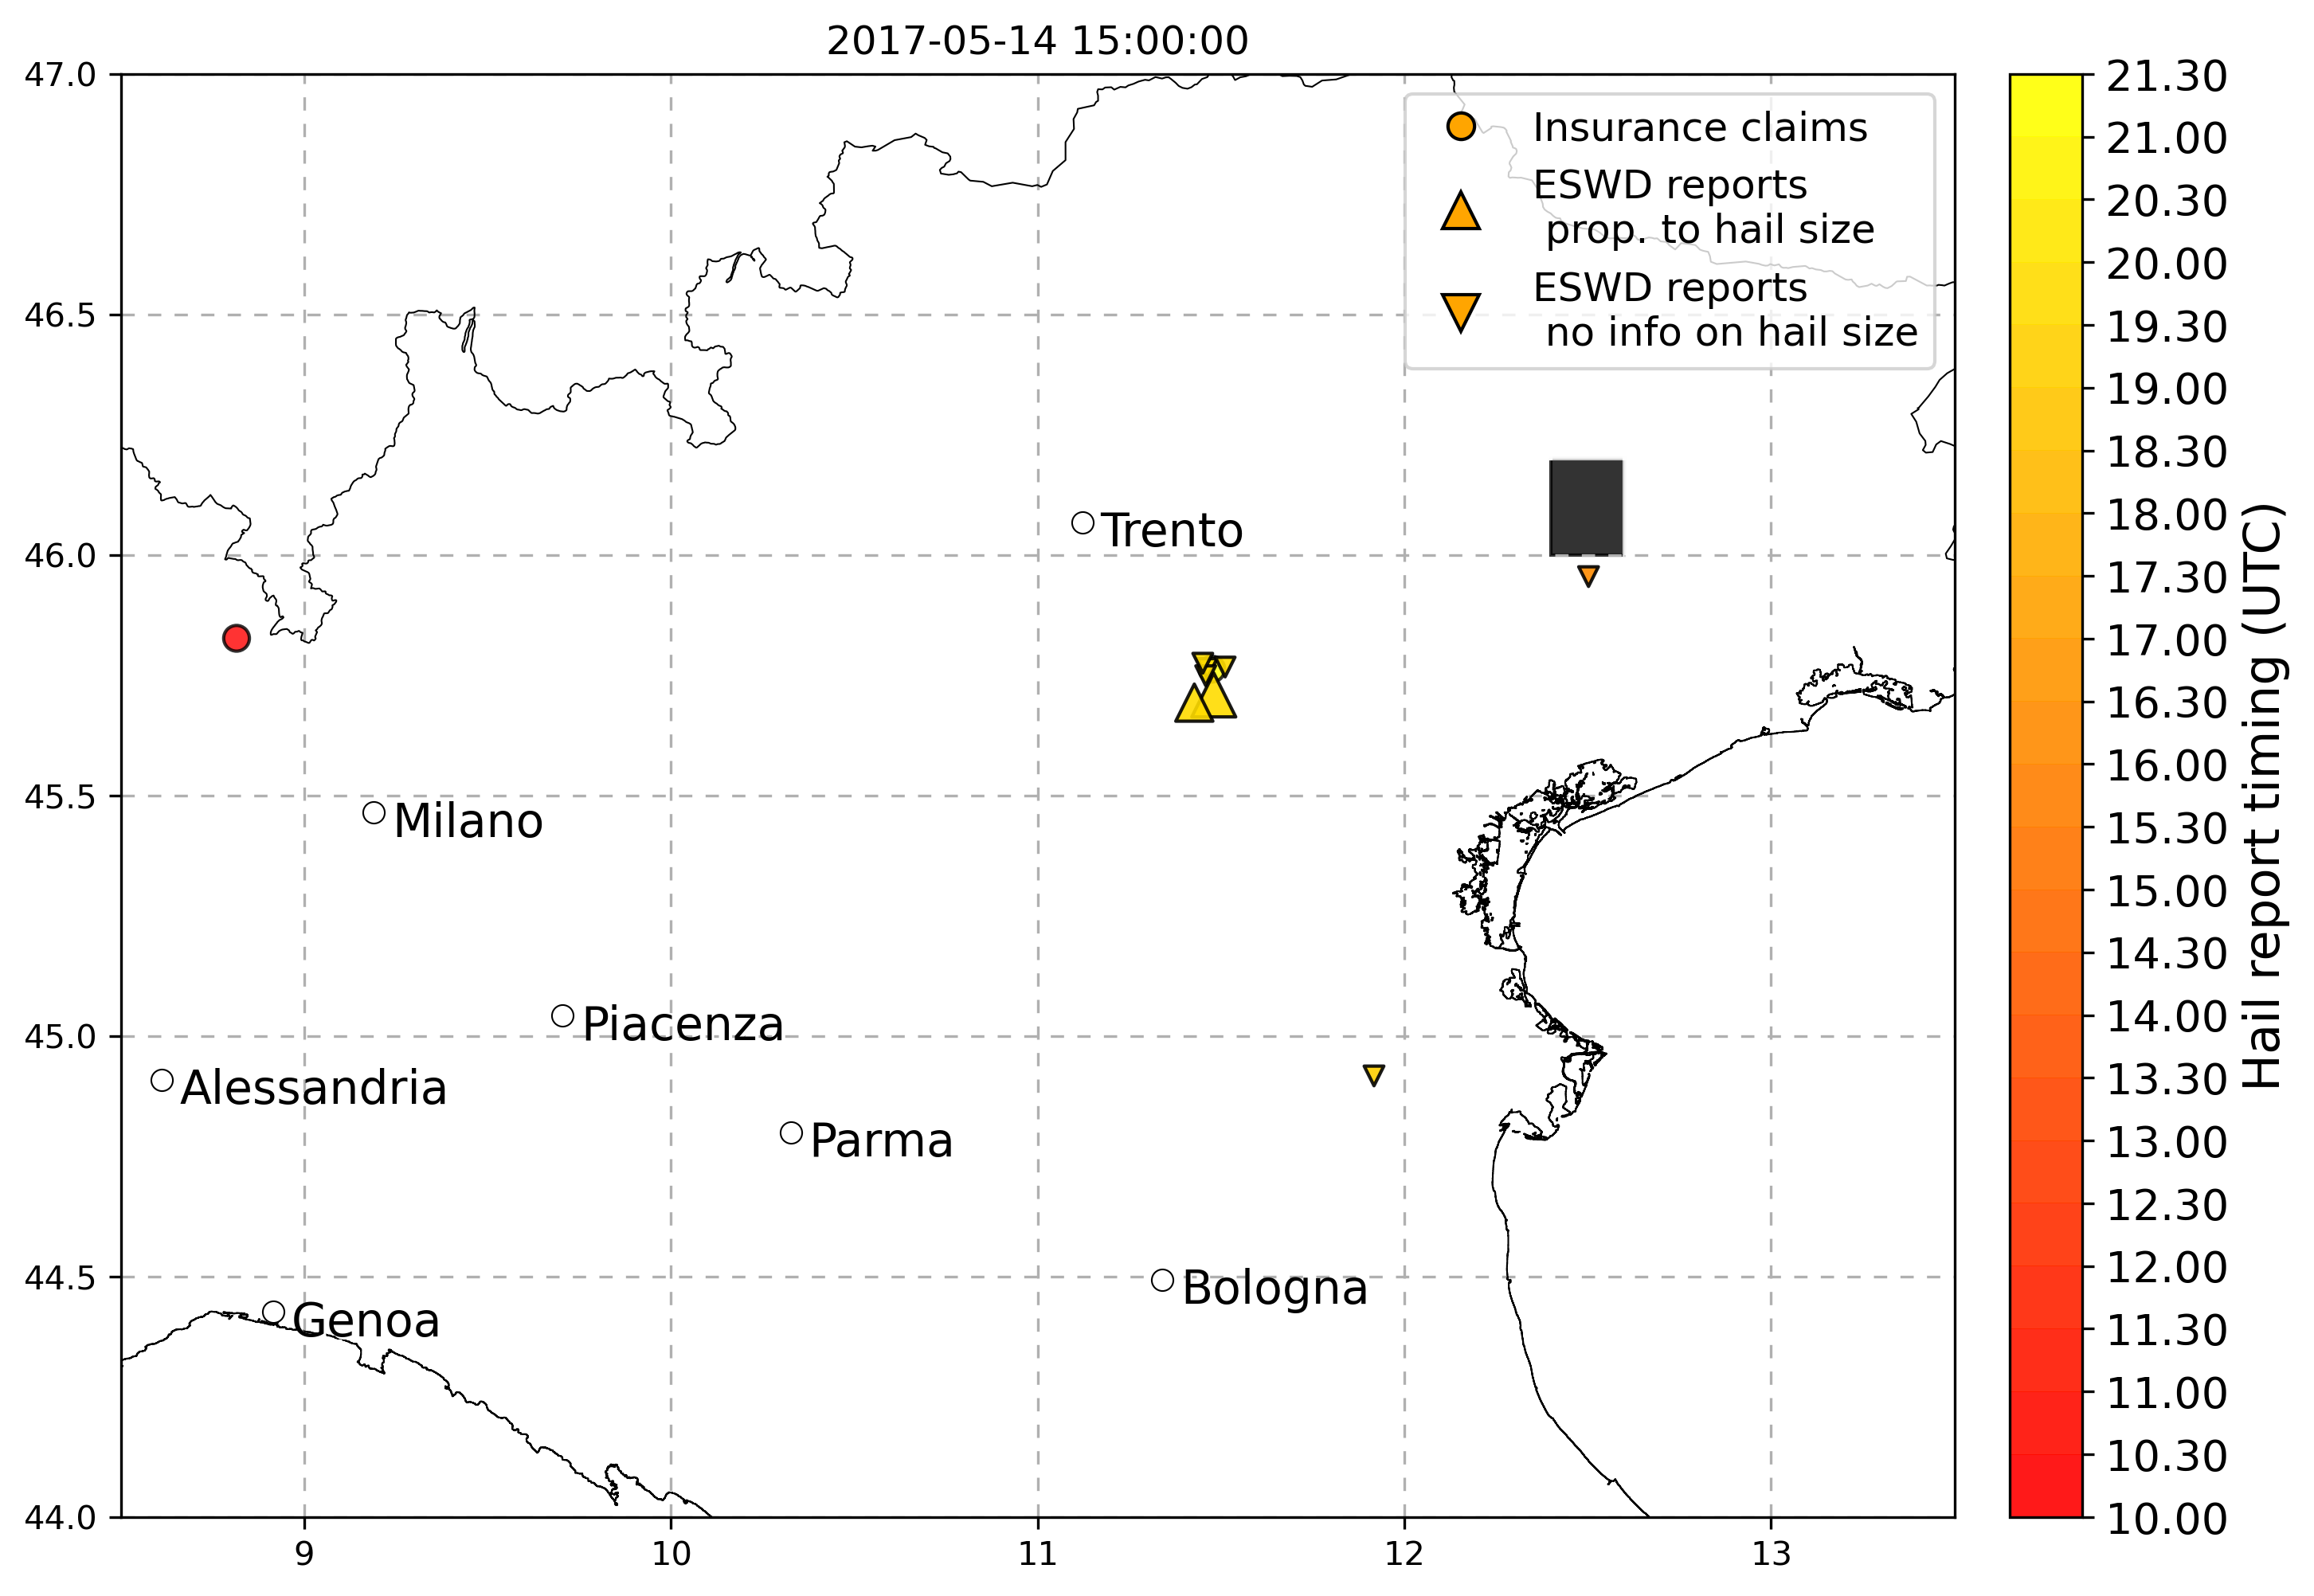 2017-05-14 15:00:00
47.0
46.5
46.0
45.5
45.0
44.5
44.0
9
10
11
12
13
Insurance claims
ESWD reports
prop. to hail size
ESWD reports
no info on hail size
Trento
Milano
Piacenza
Alessandria
Parma
Bologna
Genoa
21.30
21.00
20.30
20.00
19.30
19.00
18.30
18.00
17.30
17.00
16.30
16.00
15.30
15.00
14.30
14.00
13.30
13.00
12.30
12.00
11.30
11.00
10.30
10.00
Hail report timing (UTC)